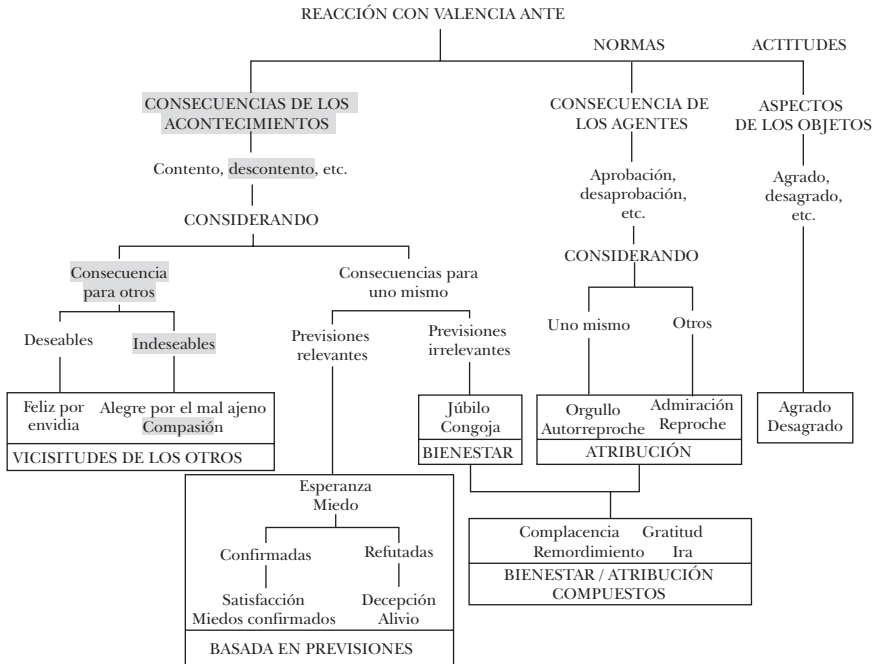 REACCIÓN CON VALENCIA ANTE
NORMAS
ACTITUDES
CONSECUENCIAS DE LOS
ACONTECIMIENTOS
CONSECUENCIA DE
LOS AGENTES
ASPECTOS
DE LOS OBJETOS
Contento, descontento, etc.
Aprobación,
desaprobación,
etc.
Agrado,
desagrado,
etc.
CONSIDERANDO
CONSIDERANDO
Consecuencia
para otros
Consecuencias para
uno mismo
Deseables
Indeseables
Previsiones
relevantes
Previsiones
irrelevantes
Uno mismo
Otros
Feliz por
envidia
Alegre por el mal ajeno
Compasión
VICISITUDES DE LOS OTROS
Júbilo
Congoja
BIENESTAR
Orgullo
Autorreproche
Admiración
Reproche
ATRIBUCIÓN
Agrado
Desagrado
Esperanza
Miedo
Confirmadas
Refutadas
Satisfacción
Miedos confirmados
Decepción
Alivio
BASADA EN PREVISIONES
Complacencia Gratitud
Remordimiento Ira
BIENESTAR / ATRIBUCIÓN
COMPUESTOS